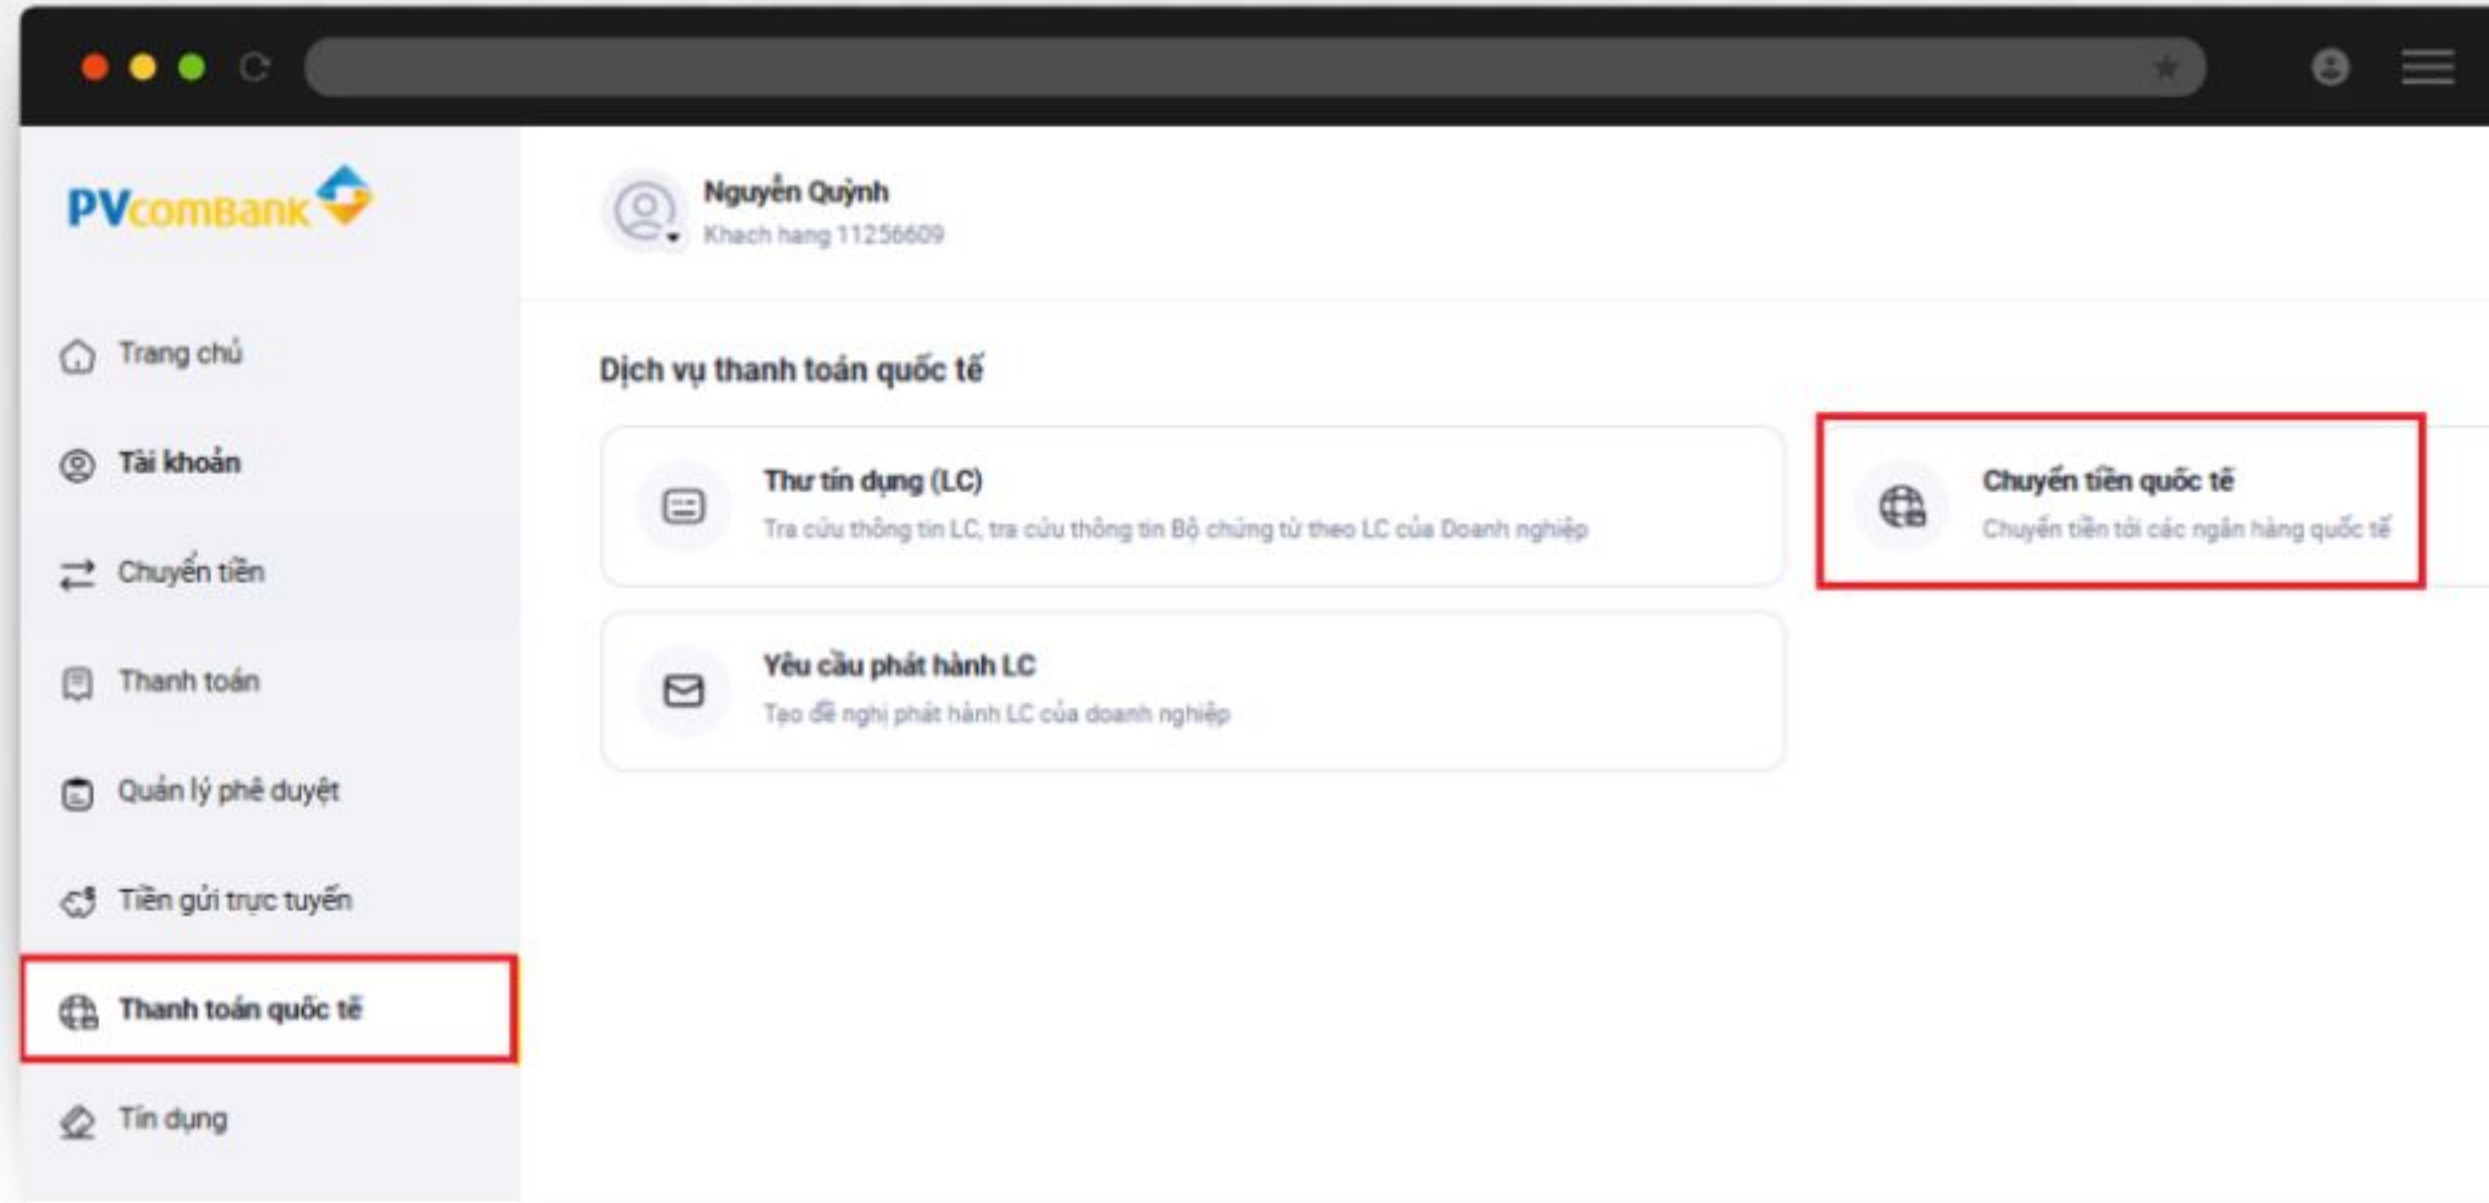 PVcomBank
Nguyễn Quỳnh
Khach hang 11256609
Trang chủ
Tài khoản
Chuyển tiền
Thanh toán
Quản lý phê duyệt
Tiền gửi trực tuyến
Thanh toán quốc tế
Tín dụng
Dịch vụ thanh toán quốc tế
Thư tín dụng (LC)
Tra cứu thông tin LC, tra cứu thông tin Bộ chứng từ theo LC của Doanh nghiệp
Chuyển tiền quốc tế
Chuyển tiền tới các ngân hàng quốc tế
Yêu cầu phát hành LC
Tạo đề nghị phát hành LC của doanh nghiệp